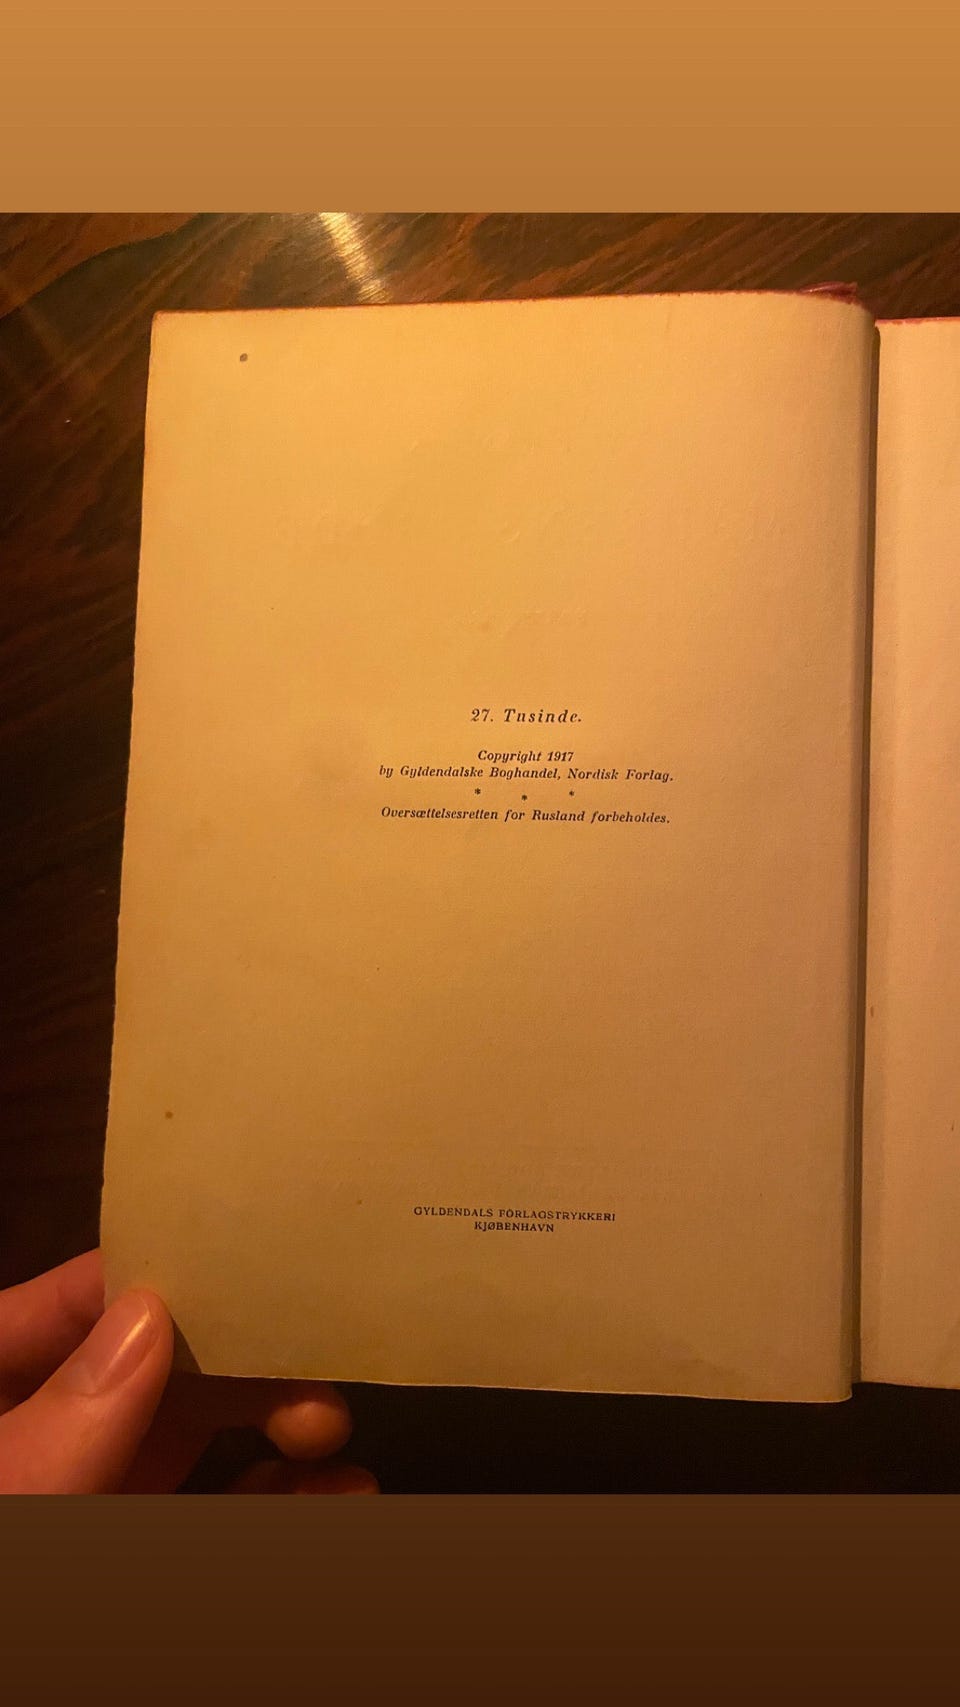 27. Tusinde.
Copyright 1917
by Gyldendalske Boghandel, Nordisk Forlag.
* * *
Oversættelsesretten for Rusland forbeholdes.
GYLDENDALS FORLAGSTRYKKERI
KJØBENHAVN